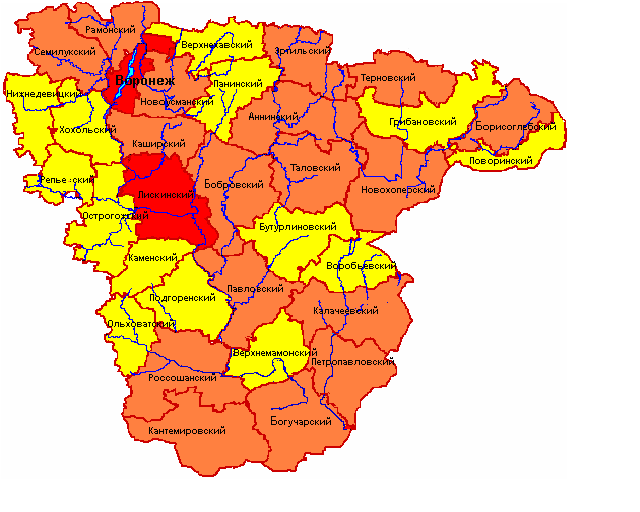 Рамонский
Верхнехавский
Эртильский
Семилукский
Воронеж
Терновский
Панинский
Нижнедевицкий
Новоусманский
Аннинский
Грибановский
Борисоглебский
Хохольский
Каширский
Поворинский
Таловский
Репьевский
Бобровский
Новохоперский
Лискинский
Острогожский
Бутурлиновский
Каменский
Воробьевский
Павловский
Подгоренский
Калачеевский
Ольховатский
Верхнемамонский
Петропавловский
Россошанский
Богучарский
Кантемировский